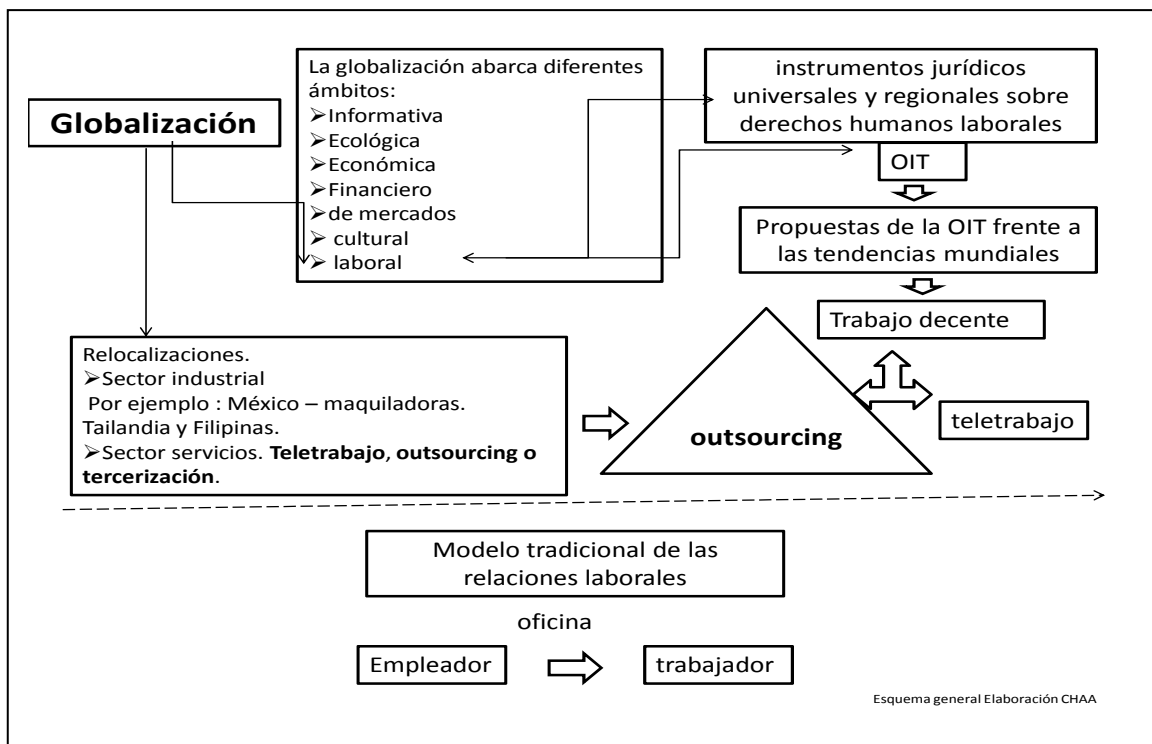 Globalización
La globalización abarca diferentes
ámbitos:
➢Informativa
➢Ecológica
➢Económica
➢Financiero
➢de mercados
➢ cultural
➢ laboral
instrumentos jurídicos
universales y regionales sobre
derechos humanos laborales
OIT
Propuestas de la OIT frente a
las tendencias mundiales
Trabajo decente
Relocalizaciones.
➢Sector industrial
Por ejemplo : México – maquiladoras.
Tailandia y Filipinas.
➢Sector servicios. Teletrabajo, outsourcing o
tercerización.
outsourcing
teletrabajo
Modelo tradicional de las
relaciones laborales
oficina
Empleador
trabajador
Esquema general Elaboración CHAA